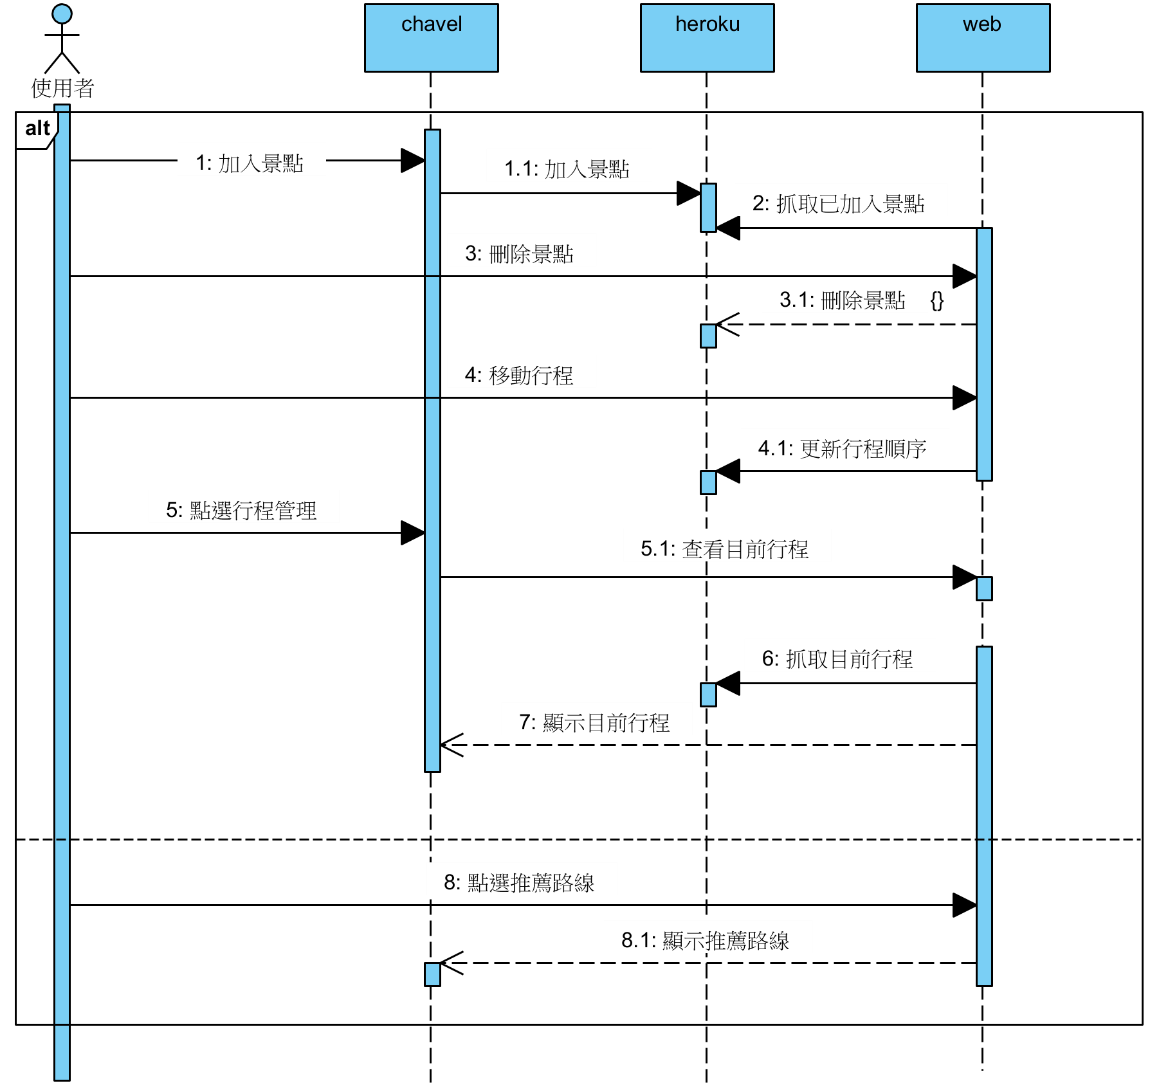 chavel
heroku
web
使用者
alt
1: 加入景點
1.1: 加入景點
2: 抓取已加入景點
3: 刪除景點
3.1: 刪除景點 {}
4: 移動行程
4.1: 更新行程順序
5: 點選行程管理
5.1: 查看目前行程
6: 抓取目前行程
7: 顯示目前行程
8: 點選推薦路線
8.1: 顯示推薦路線